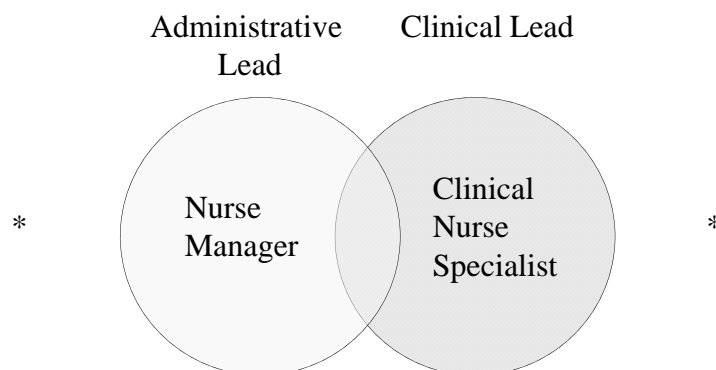 Administrative
Lead
Clinical Lead
Nurse
Manager
Clinical
Nurse
Specialist
*
*